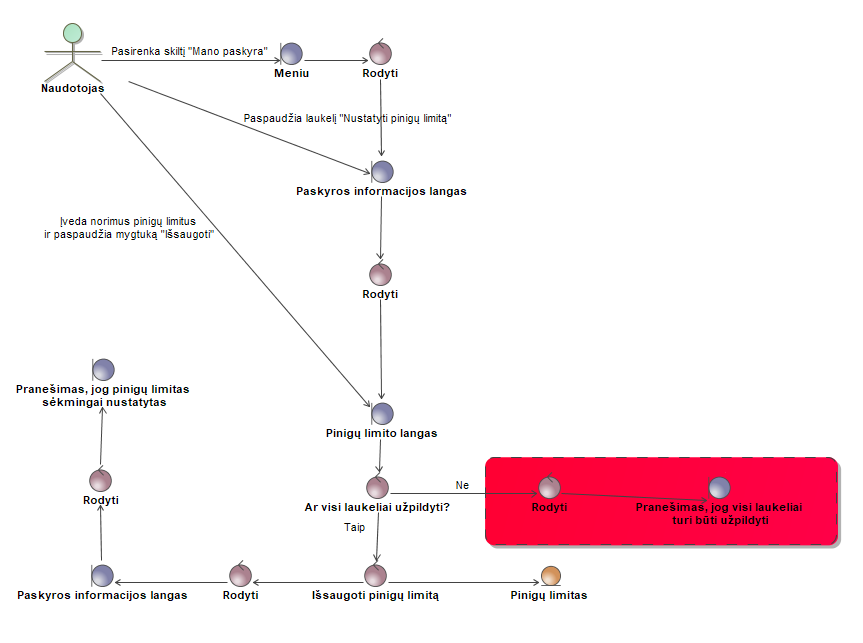 Pasirenka skiltį "Mano paskyra"
Naudotojas
Meniu
Rodyti
Paspaudžia laukelį "Nustatyti pinigų limitą"
Paskyros informacijos langas
Įveda norimus pinigų limitus
ir paspaudžia mygtuką "Išsaugoti"
Rodyti
Pranešimas, jog pinigų limitas
sėkmingai nustatytas
Pinigų limito langas
Rodyti
Ar visi laukeliai užpildyti?
Ne
Rodyti
Pranešimas, jog visi laukeliai
turi būti užpildyti
Taip
Paskyros informacijos langas
Rodyti
Išsaugoti pinigų limitą
Pinigų limitas